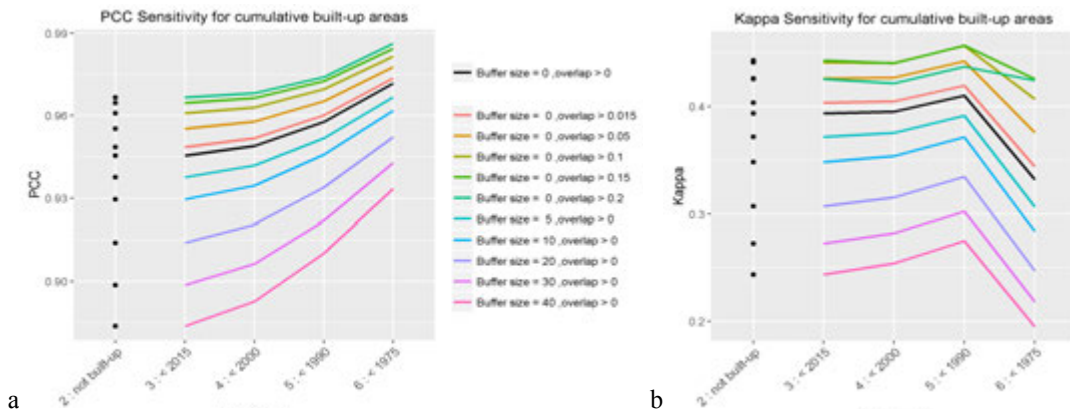 PCC Sensitivity for cumulative built-up areas
0.99
0.96
0.93
0.90
PCC
2 : not built-up
3 : < 2015
4 : < 2000
5 : < 1990
6 : < 1975
Buffer size = 0 ,overlap > 0
Buffer size = 0 ,overlap > 0.015
Buffer size = 0 ,overlap > 0.05
Buffer size = 0 ,overlap > 0.1
Buffer size = 0 ,overlap > 0.15
Buffer size = 0 ,overlap > 0.2
Buffer size = 5 ,overlap > 0
Buffer size = 10 ,overlap > 0
Buffer size = 20 ,overlap > 0
Buffer size = 30 ,overlap > 0
Buffer size = 40 ,overlap > 0
a
Kappa Sensitivity for cumulative built-up areas
0.4
0.3
0.2
Kappa
2 : not built-up
3 : < 2015
4 : < 2000
5 : < 1990
6 : < 1975
b